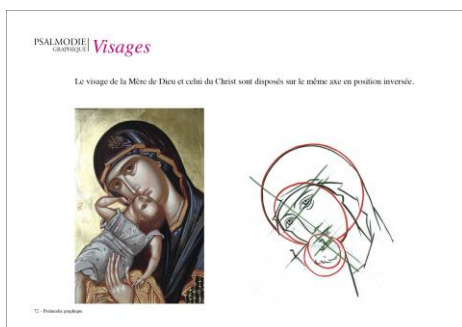 PSALMODIE
GRAPHIQUE
Visages
Le visage de la Mère de Dieu et celui du Christ sont disposés sur le même axe en position inversée.
72 - Psalmodie graphique